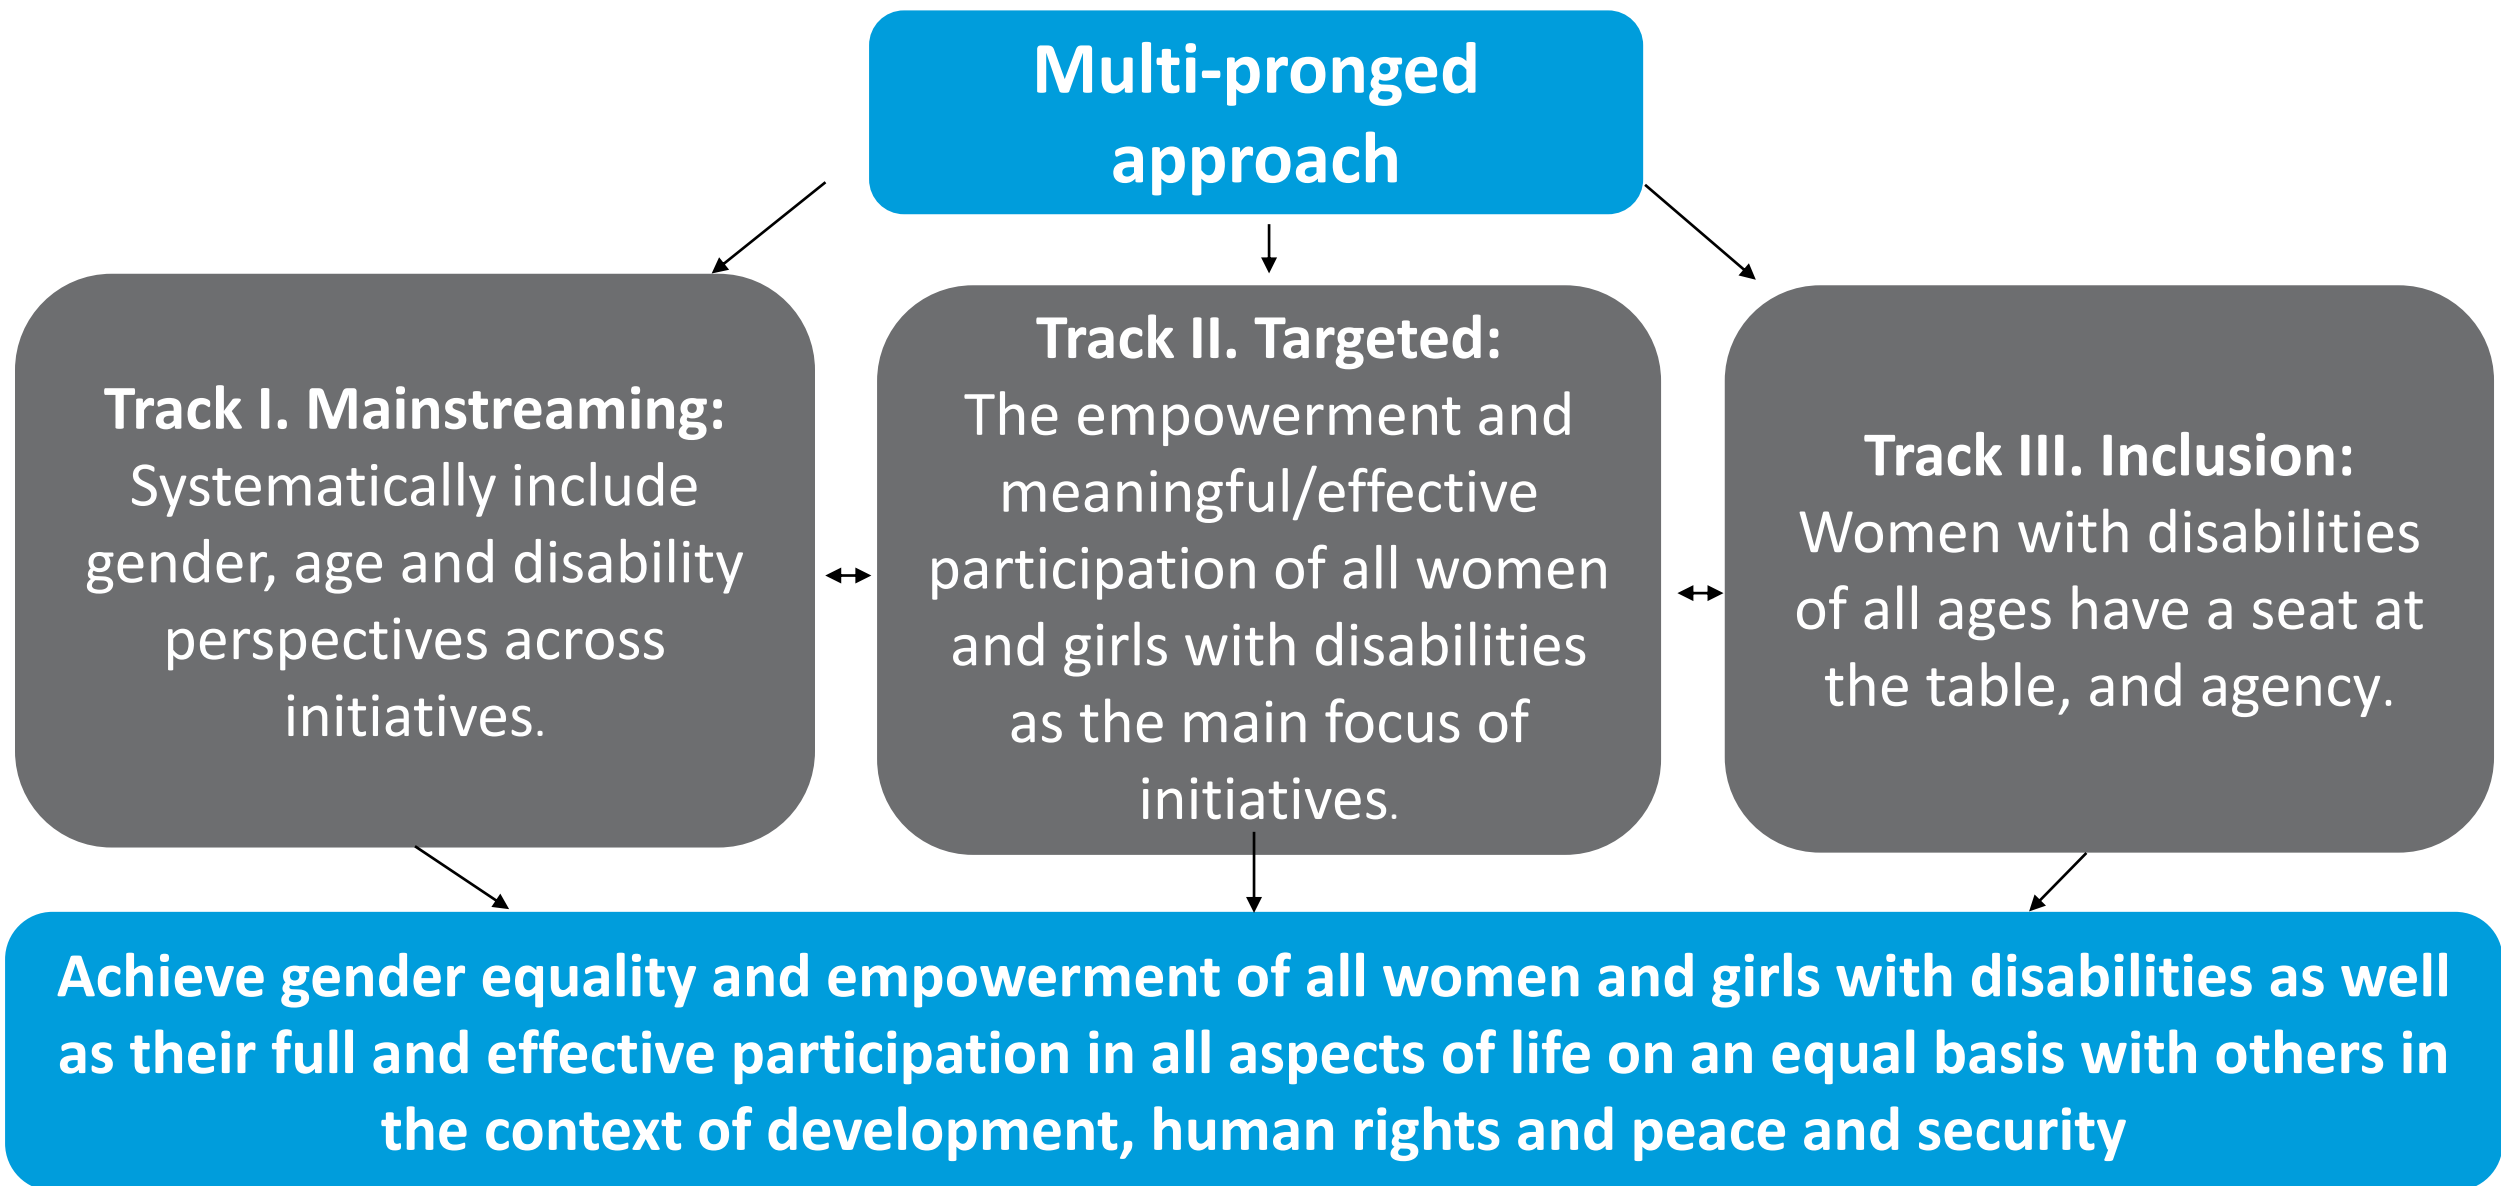 Multi-pronged
approach
Track I.  Mainstreaming:
Systematically include
gender, age and disability
perspectives across
initiatives.
Track II.  Targeted:
The empowerment and
meaningful/effective
participation of all women
and girls with disabilities
as the main focus of
initiatives.
Track III. Inclusion:
Women with disabilities
of all ages have a seat at
the table, and agency.
Achieve gender equality and empowerment of all women and girls with disabilities as well
as their full and effective participation in all aspects of life on an equal basis with others in
the context of development, human rights and peace and security